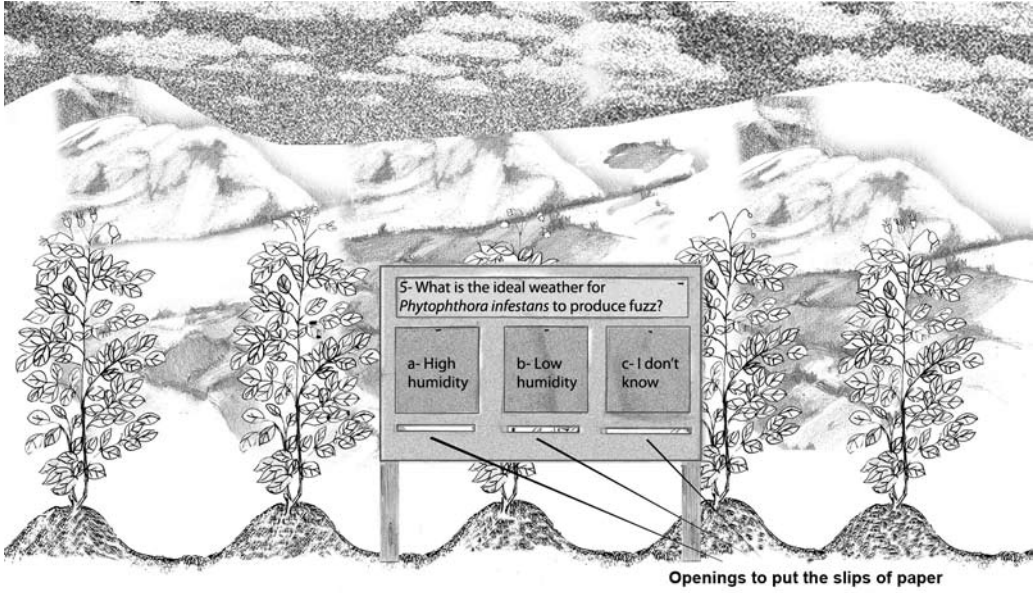 5- What is the ideal weather for
Phytophthora infestans to produce fuzz?
a- High
humidity
b- Low
humidity
c- I don't
know
Openings to put the slips of paper